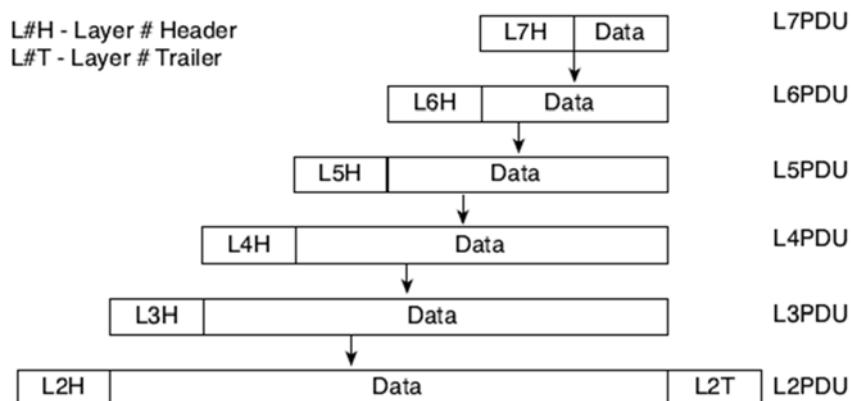 L#H - Layer # Header
L#T - Layer # Trailer
L7H Data L7PDU
L6H Data L6PDU
L5H Data L5PDU
L4H Data L4PDU
L3H Data L3PDU
L2H Data L2T L2PDU